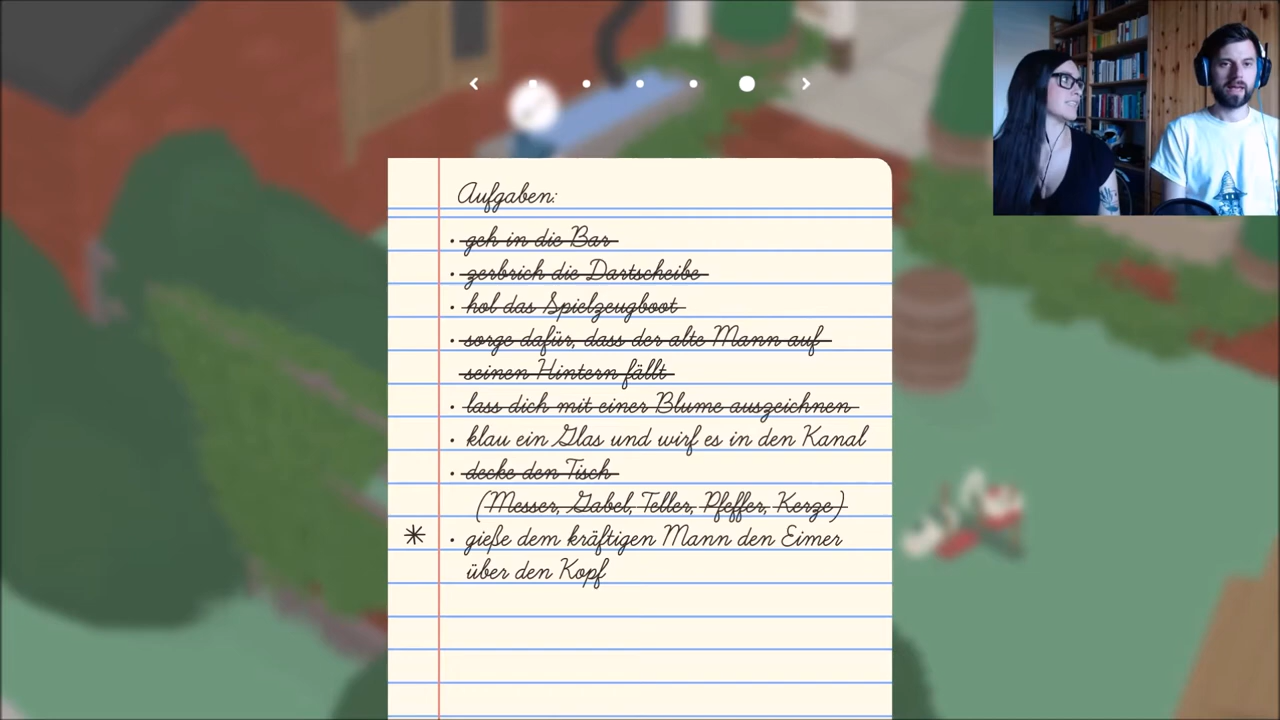 Aufgaben:
• geh in die Bar
• zerbrich die Dartscheibe
• hol das Spielzeugboot
• sorge dafür, dass der alte Mann auf
seinen Hintern fällt
• lass dich mit einer Blume auszeichnen
• klau ein Glas und wirf es in den Kanal
• decke den Tisch
(Messer, Gabel, Teller, Pfeffer, Kerze)
• gieße dem kräftigen Mann den Eimer
über den Kopf